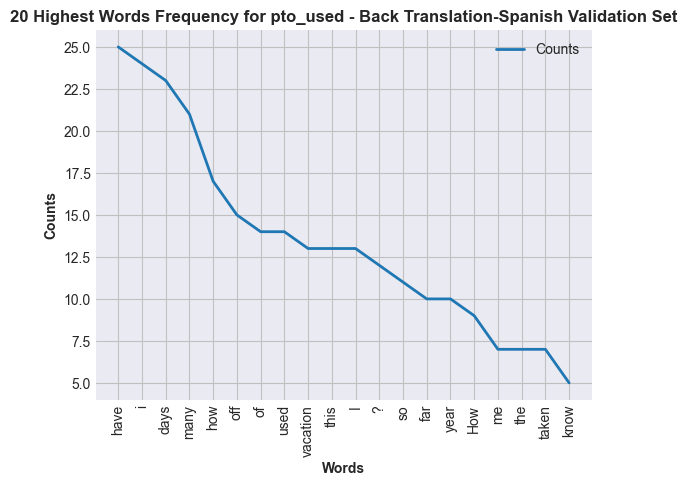 20 Highest Words Frequency for pto_used - Back Translation-Spanish Validation Set
Counts
25.0
22.5
20.0
17.5
15.0
12.5
10.0
7.5
5.0
Counts
have
i
days
many
how
off
of
used
vacation
this
I
?
so
far
year
How
me
the
taken
know
Words